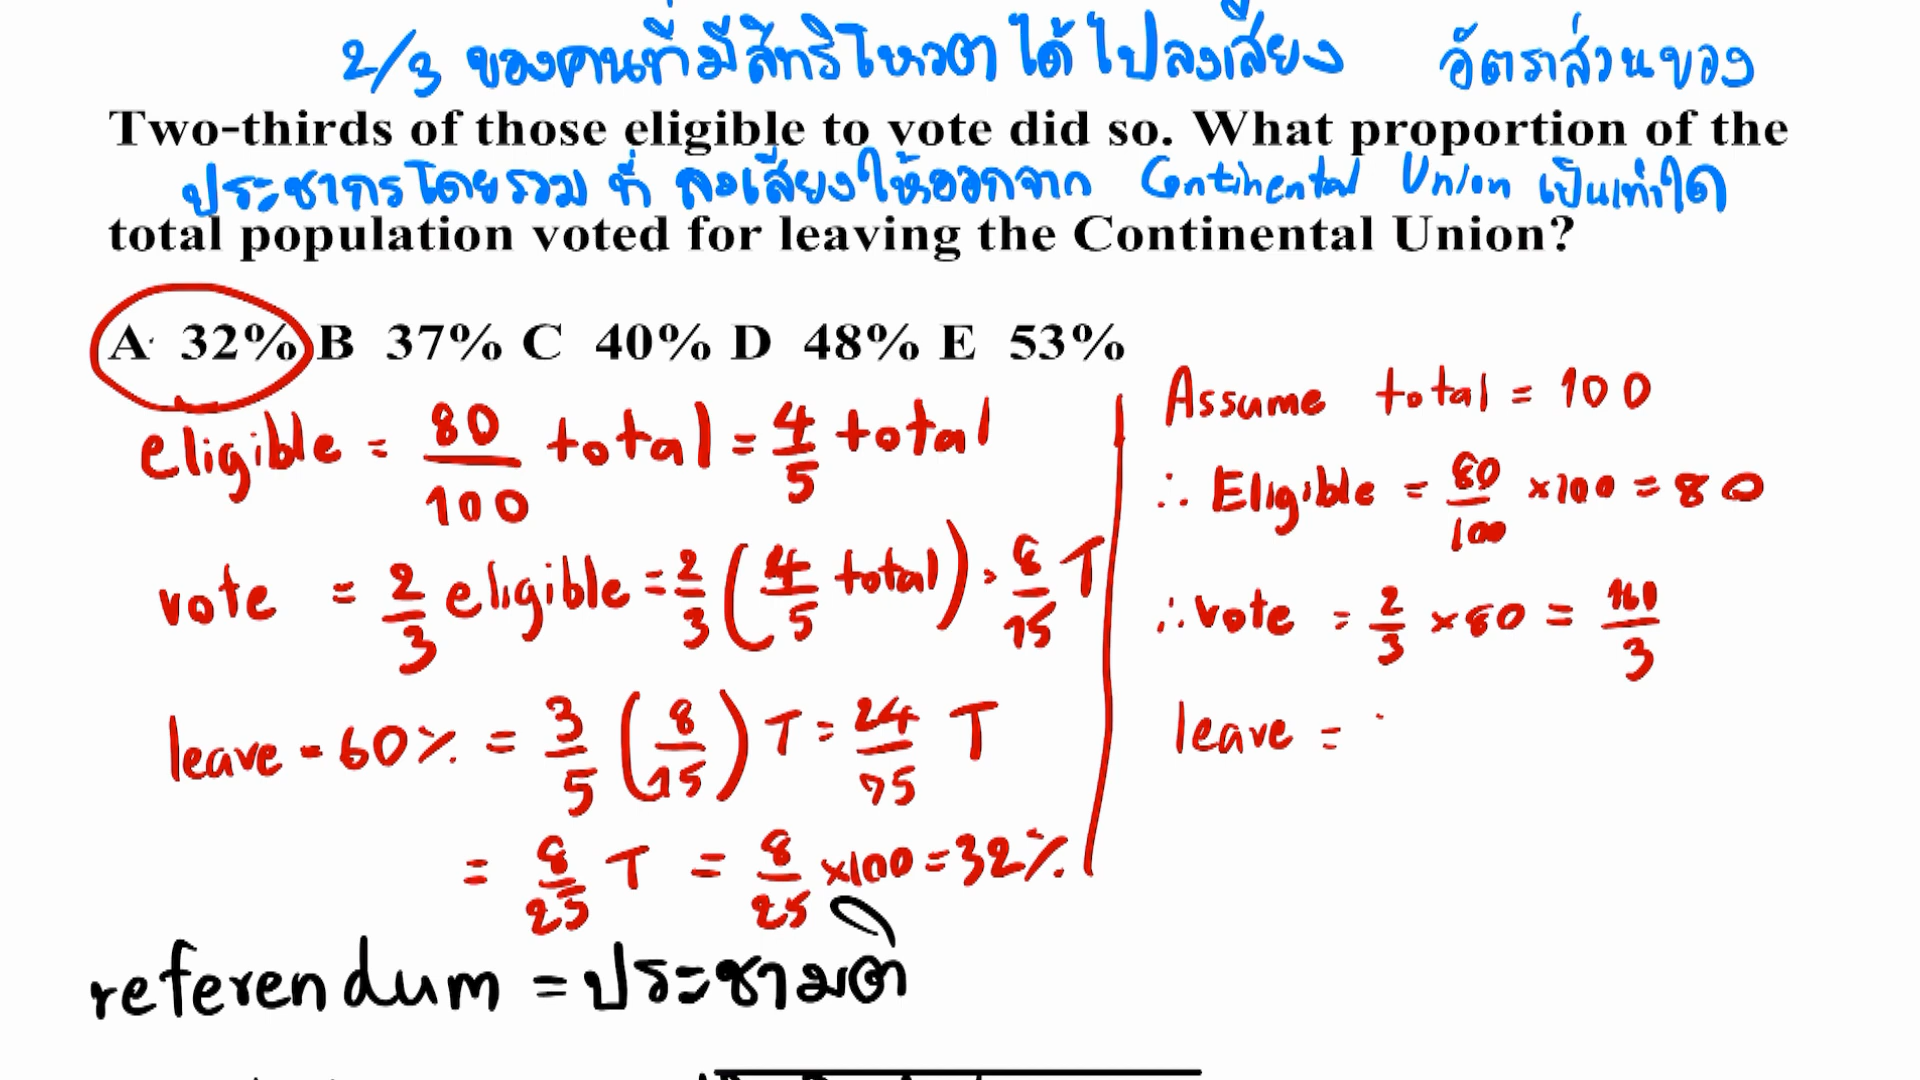 2/3 ของคนที่มีสิทธิโหวตได้ไปลงเสียง อัตราส่วนของ
Two-thirds of those eligible to vote did so. What proportion of the
ประชากรโดยรวม ที่ ลงเสียงให้ออกจาก Continental Union เป็นเท่าใด
total population voted for leaving the Continental Union?
A 32% B 37% C 40% D 48% E 53%
eligible = 80/100 total = 4/5 total
vote = 2/3 eligible = 2/3 (4/5 total) = 8/15 T
leave = 60% = 3/5 (8/15) T = 24/75 T
= 8/25 T = 8/25 ×100 = 32%
Assume total = 100
∴ Eligible = 80/100 ×100 = 80
∴ vote = 2/3 × 80 = 160/3
leave =
referendum = ประชามติ